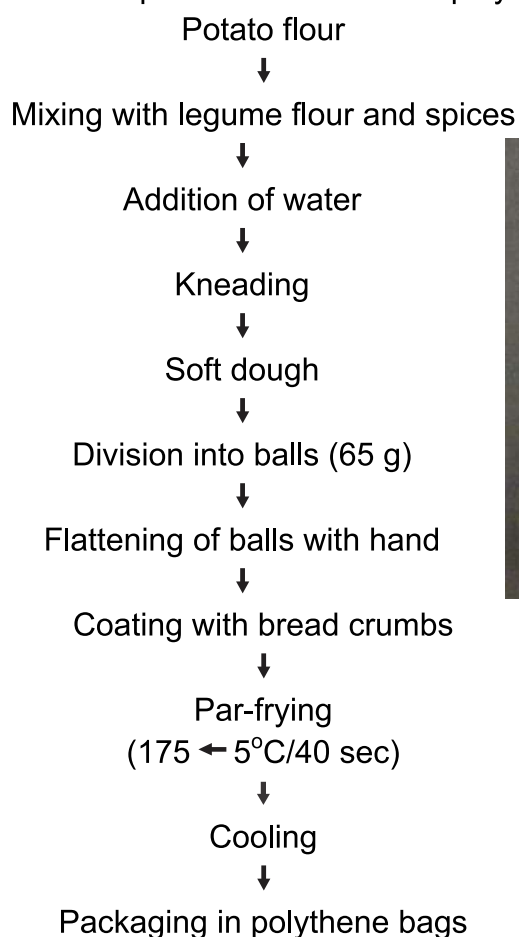 Potato flour
↓
Mixing with legume flour and spices
↓
Addition of water
↓
Kneading
↓
Soft dough
↓
Division into balls (65 g)
↓
Flattening of balls with hand
↓
Coating with bread crumbs
↓
Par-frying
(175 ← 5°C/40 sec)
↓
Cooling
↓
Packaging in polythene bags